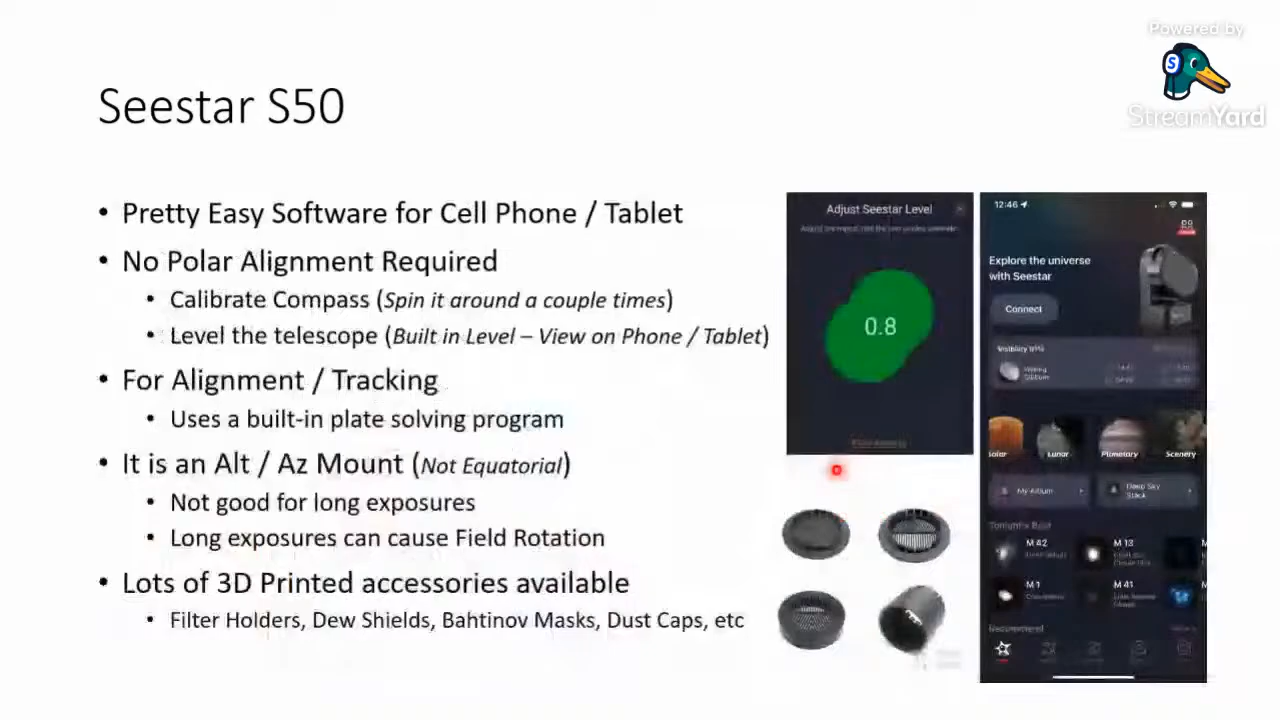 Powered by
StreamYard
Seestar S50
• Pretty Easy Software for Cell Phone / Tablet
• No Polar Alignment Required
• Calibrate Compass (Spin it around a couple times)
• Level the telescope (Built in Level – View on Phone / Tablet)
• For Alignment / Tracking
• Uses a built-in plate solving program
• It is an Alt / Az Mount (Not Equatorial)
• Not good for long exposures
• Long exposures can cause Field Rotation
• Lots of 3D Printed accessories available
• Filter Holders, Dew Shields, Bahtinov Masks, Dust Caps, etc
Adjust Seestar Level
0.8
12:46
Explore the universe
with Seestar
Connect
Lunar
Planetary
Scenery
My Album
Deep Sky
Stack
Tonight's Best
M 42
M 13
M 1
M 41
Recommend